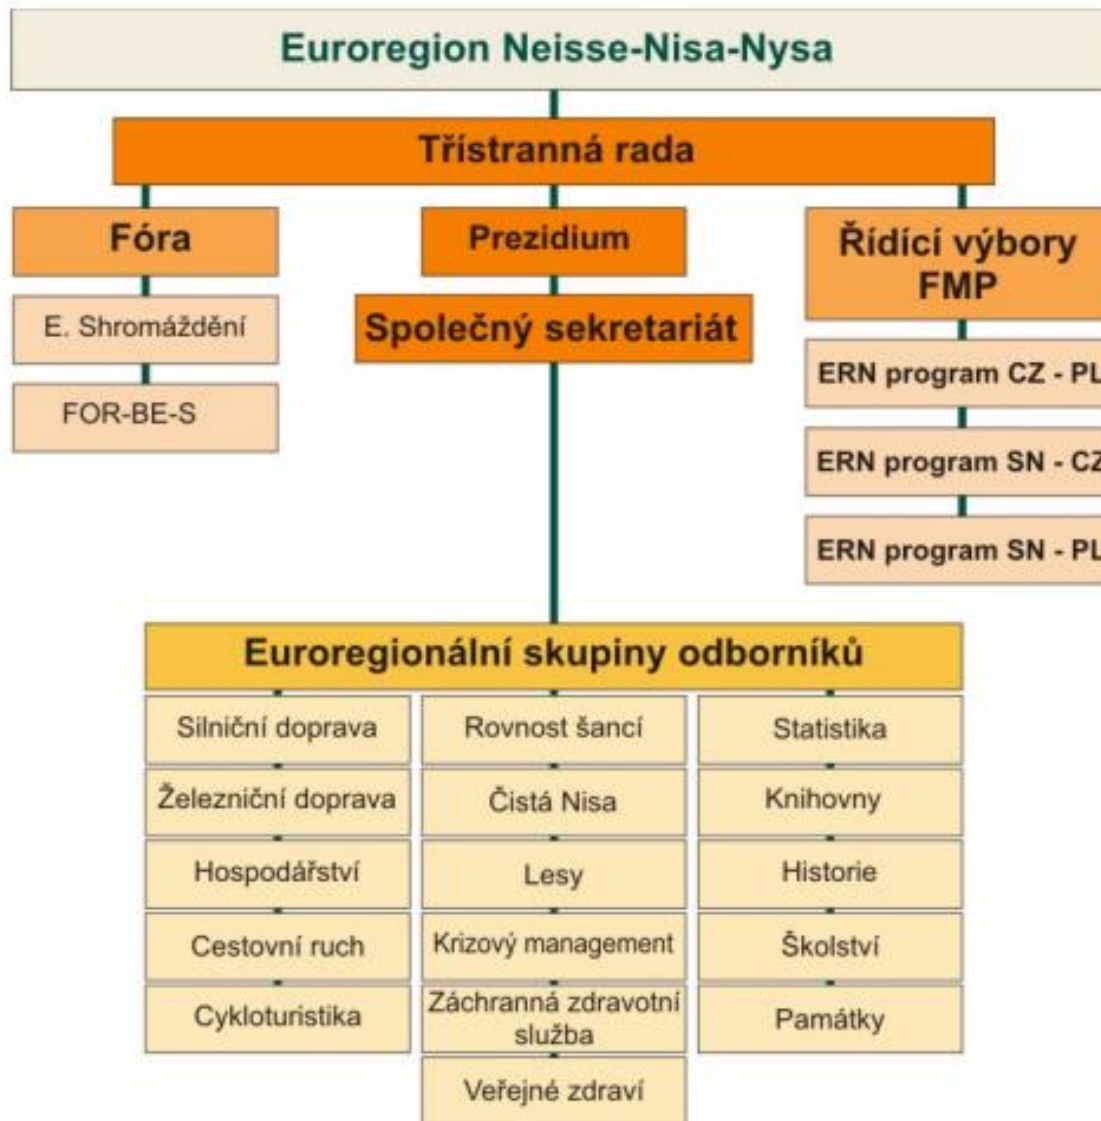 Euroregion Neisse-Nisa-Nysa
Třístranná rada
Fóra
E. Shromáždění
FOR-BE-S
Prezidium
Společný sekretariát
Řídící výbory
FMP
ERN program CZ - PL
ERN program SN - CZ
ERN program SN - PL
Euroregionální skupiny odborníků
Silniční doprava
Železniční doprava
Hospodářství
Cestovní ruch
Cykloturistika
Rovnost šancí
Čistá Nisa
Lesy
Krizový management
Záchranná zdravotní
služba
Veřejné zdraví
Statistika
Knihovny
Historie
Školství
Památky